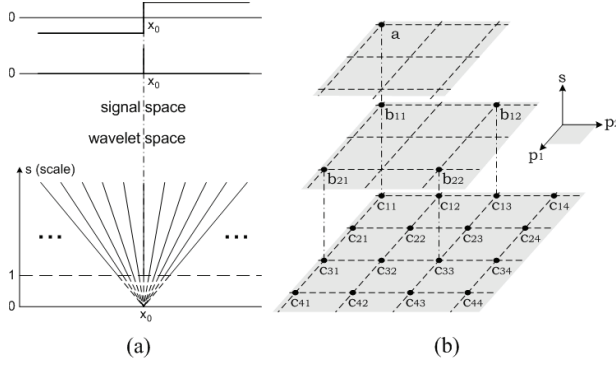 0
x0
0
x0
signal space
wavelet space
s (scale)
...
...
1
0
x0
(a)
a
b11
b12
b21
b22
c11
c12
c13
c14
c21
c22
c23
c24
c31
c32
c33
c34
c41
c42
c43
c44
s
p1
(b)